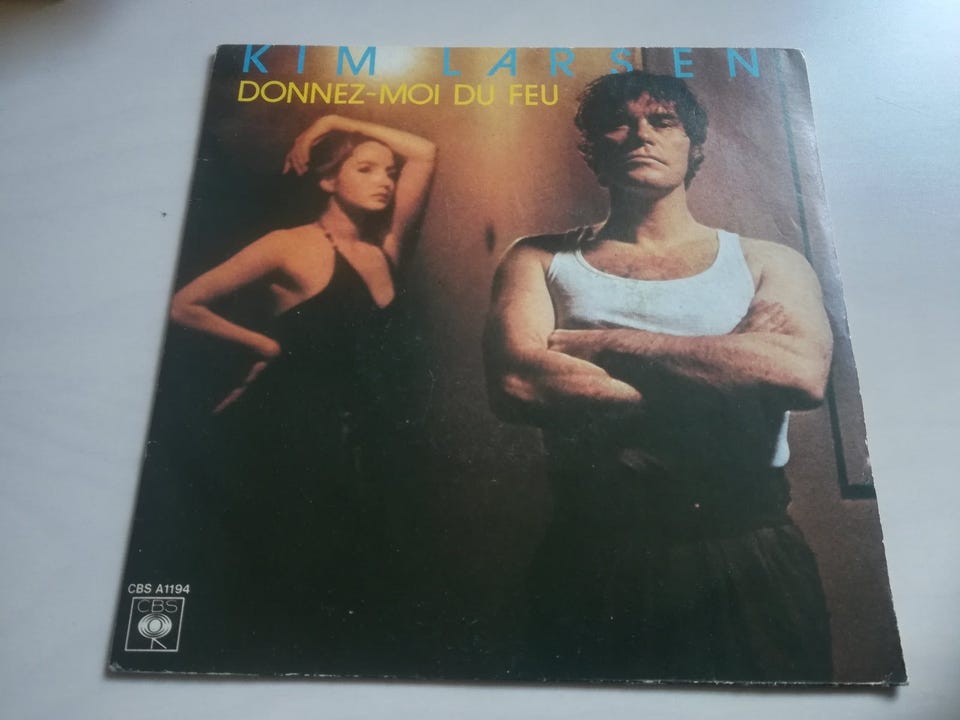 KIM LARSEN
DONNEZ-MOI DU FEU
CBS A1194
CBS